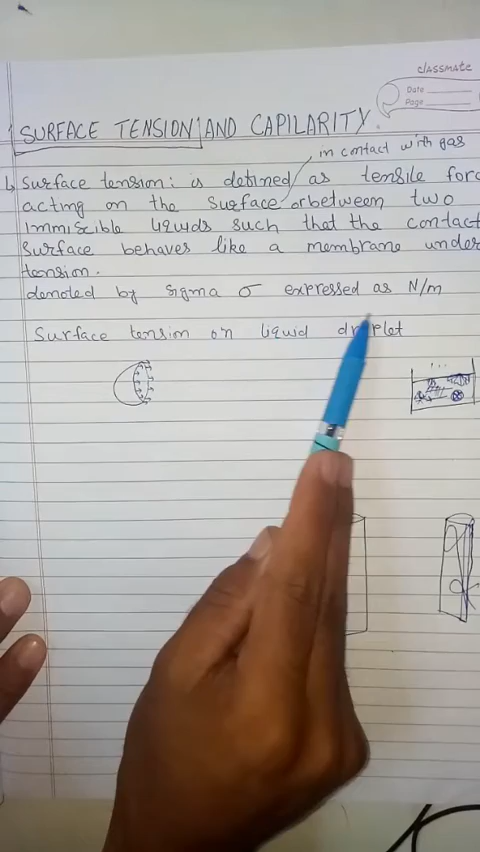 classmate
Date
Page
SURFACE TENSION AND CAPILARITY.
in contact with gas
Surface tension: is defined as tensile forc
acting on the surface or between two
immiscible liquids such that the contact
surface behaves like a membrane under
tension.
denoted by sigma σ expressed as N/m
Surface tension on liquid droplet